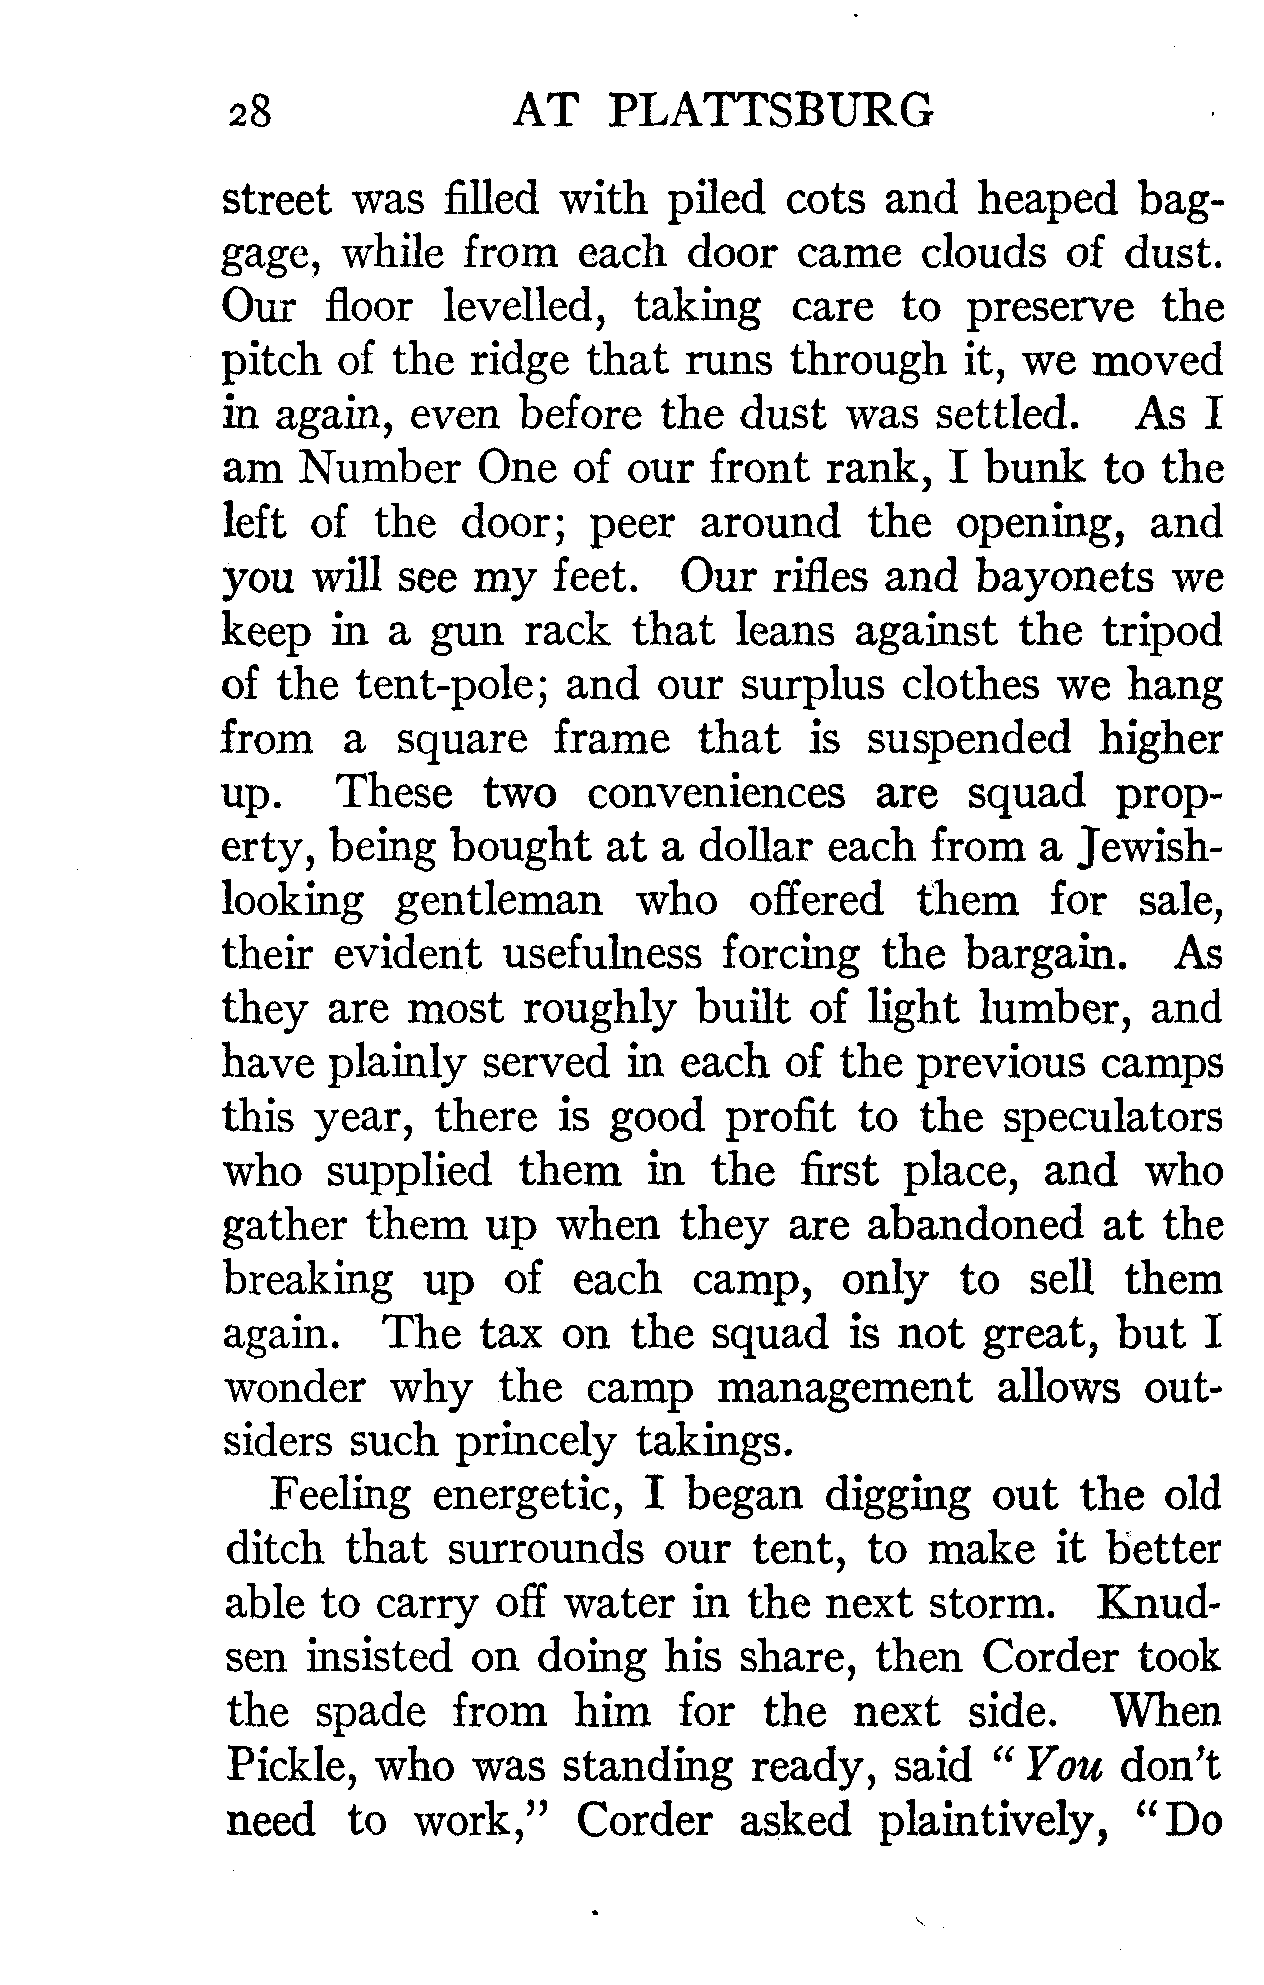 28 AT PLATTSBURG
street was filled with piled cots and heaped bag-
gage, while from each door came clouds of dust.
Our floor levelled, taking care to preserve the
pitch of the ridge that runs through it, we moved
in again, even before the dust was settled. As I
am Number One of our front rank, I bunk to the
left of the door; peer around the opening, and
you will see my feet. Our rifles and bayonets we
keep in a gun rack that leans against the tripod
of the tent-pole; and our surplus clothes we hang
from a square frame that is suspended higher
up. These two conveniences are squad prop-
erty, being bought at a dollar each from a Jewish-
looking gentleman who offered them for sale,
their evident usefulness forcing the bargain. As
they are most roughly built of light lumber, and
have plainly served in each of the previous camps
this year, there is good profit to the speculators
who supplied them in the first place, and who
gather them up when they are abandoned at the
breaking up of each camp, only to sell them
again. The tax on the squad is not great, but I
wonder why the camp management allows out-
siders such princely takings.
Feeling energetic, I began digging out the old
ditch that surrounds our tent, to make it better
able to carry off water in the next storm. Knud-
sen insisted on doing his share, then Corder took
the spade from him for the next side. When
Pickle, who was standing ready, said “ You don't
need to work,” Corder asked plaintively, “ Do